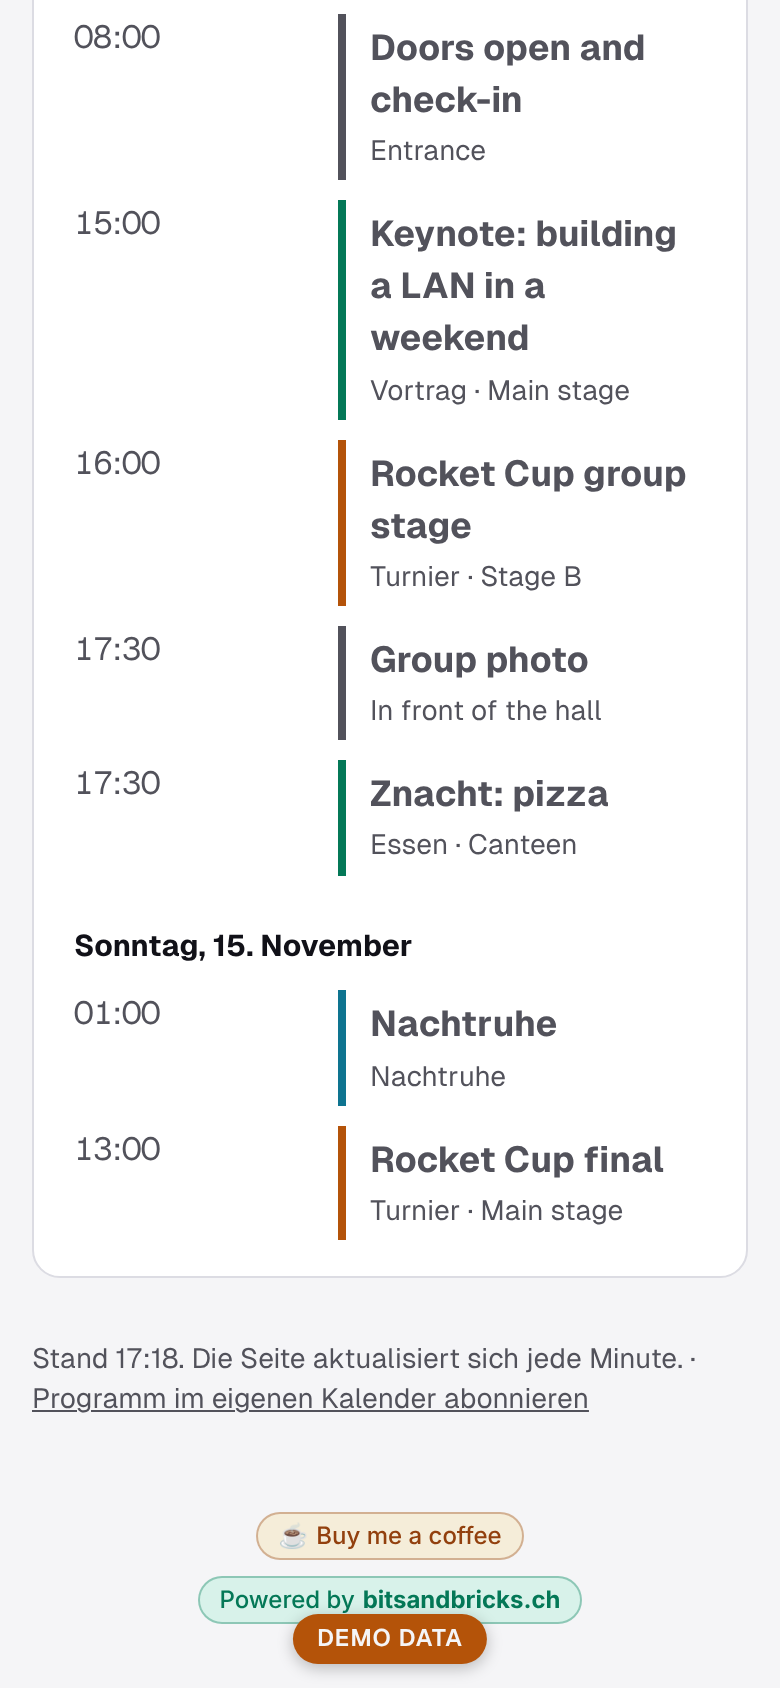 08:00
Doors open and
check-in
Entrance
15:00
Keynote: building
a LAN in a
weekend
Vortrag · Main stage
16:00
Rocket Cup group
stage
Turnier · Stage B
17:30
Group photo
In front of the hall
17:30
Znacht: pizza
Essen · Canteen
Sonntag, 15. November
01:00
Nachtruhe
Nachtruhe
13:00
Rocket Cup final
Turnier · Main stage
Stand 17:18. Die Seite aktualisiert sich jede Minute. ·
Programm im eigenen Kalender abonnieren
☕ Buy me a coffee
Powered by bitsandbricks.ch
DEMO DATA